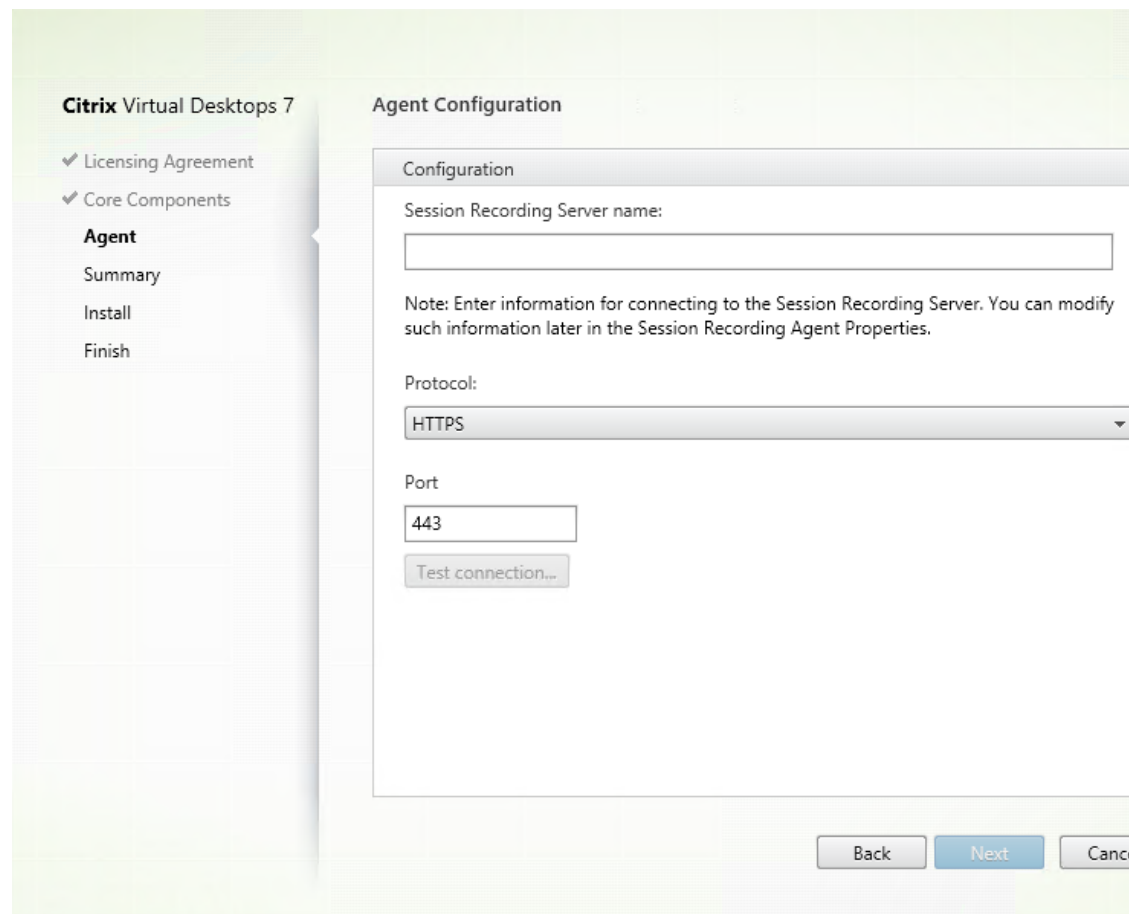 Citrix Virtual Desktops 7
Licensing Agreement
Core Components
Agent
Summary
Install
Finish
Agent Configuration
Configuration
Session Recording Server name:
Note: Enter information for connecting to the Session Recording Server. You can modify
such information later in the Session Recording Agent Properties.
Protocol:
HTTPS
Port
443
Test connection...
Back
Next